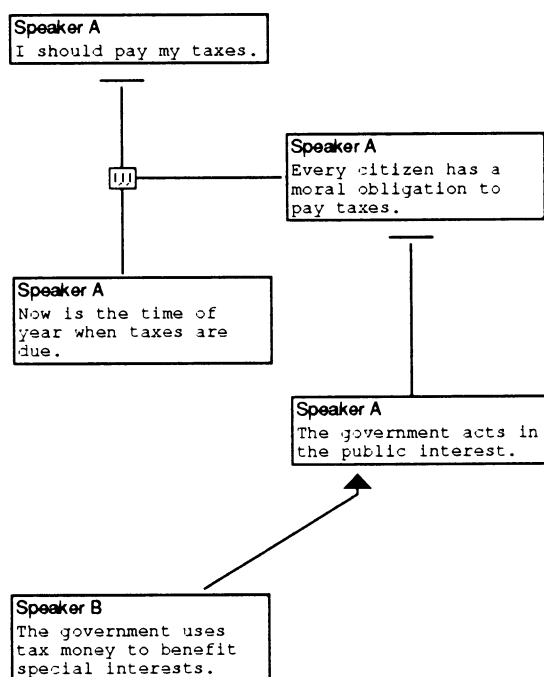 Speaker A
I should pay my taxes.
Speaker A
Every citizen has a
moral obligation to
pay taxes.
Speaker A
Now is the time of
year when taxes are
due.
Speaker A
The government acts in
the public interest.
Speaker B
The government uses
tax money to benefit
special interests.